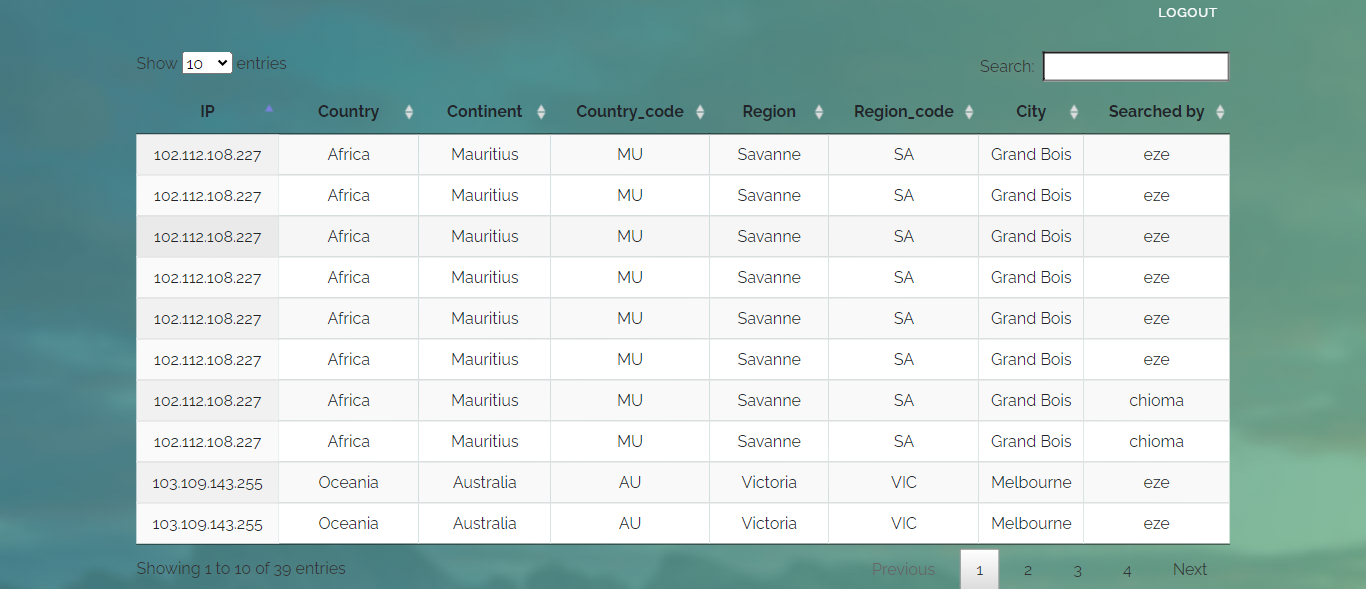 LOGOUT
Show 10 entries Search:
IP Country Continent Country_code Region Region_code City Searched by
102.112.108.227 Africa Mauritius MU Savanne SA Grand Bois eze
102.112.108.227 Africa Mauritius MU Savanne SA Grand Bois eze
102.112.108.227 Africa Mauritius MU Savanne SA Grand Bois eze
102.112.108.227 Africa Mauritius MU Savanne SA Grand Bois eze
102.112.108.227 Africa Mauritius MU Savanne SA Grand Bois eze
102.112.108.227 Africa Mauritius MU Savanne SA Grand Bois eze
102.112.108.227 Africa Mauritius MU Savanne SA Grand Bois chioma
102.112.108.227 Africa Mauritius MU Savanne SA Grand Bois chioma
103.109.143.255 Oceania Australia AU Victoria VIC Melbourne eze
103.109.143.255 Oceania Australia AU Victoria VIC Melbourne eze
Showing 1 to 10 of 39 entries Previous 1 2 3 4 Next